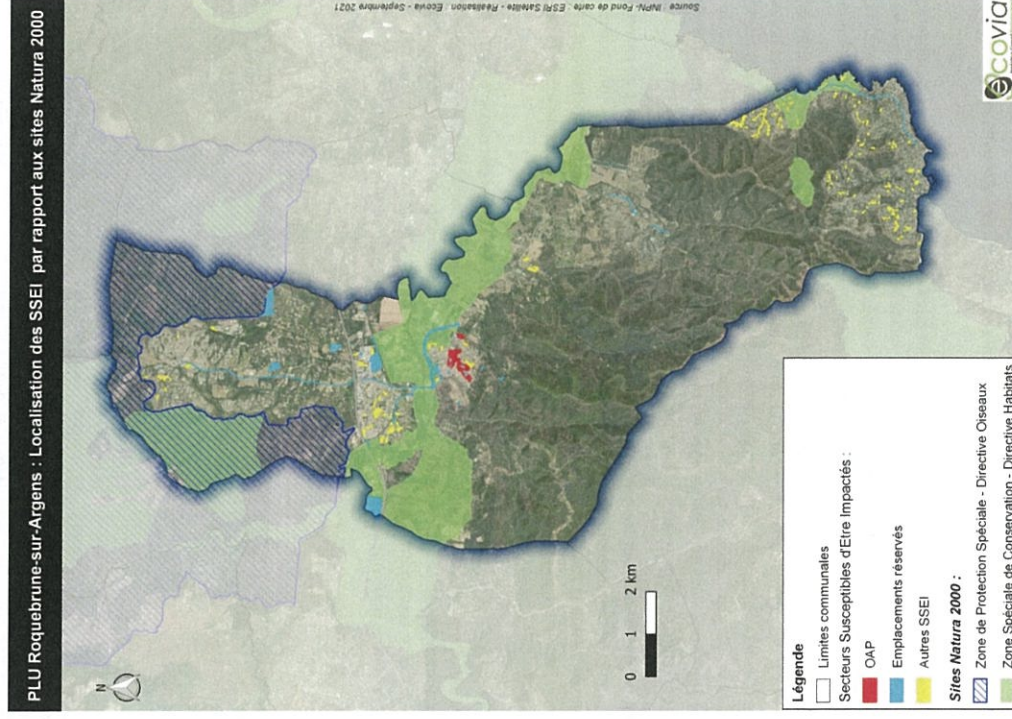 PLU Roquebrune-sur-Argens : Localisation des SSEI par rapport aux sites Natura 2000
Source : INPN- Fond de carte : ESRI Satellite - Réalisation : Ecovia - Septembre 2021
N
0 1 2 km
Légende
Limites communales
Secteurs Susceptibles d'Etre Impactés :
OAP
Emplacements réservés
Autres SSEI
Sites Natura 2000 :
Zone de Protection Spéciale - Directive Oiseaux
Zone Spéciale de Conservation - Directive Habitats
ecovia